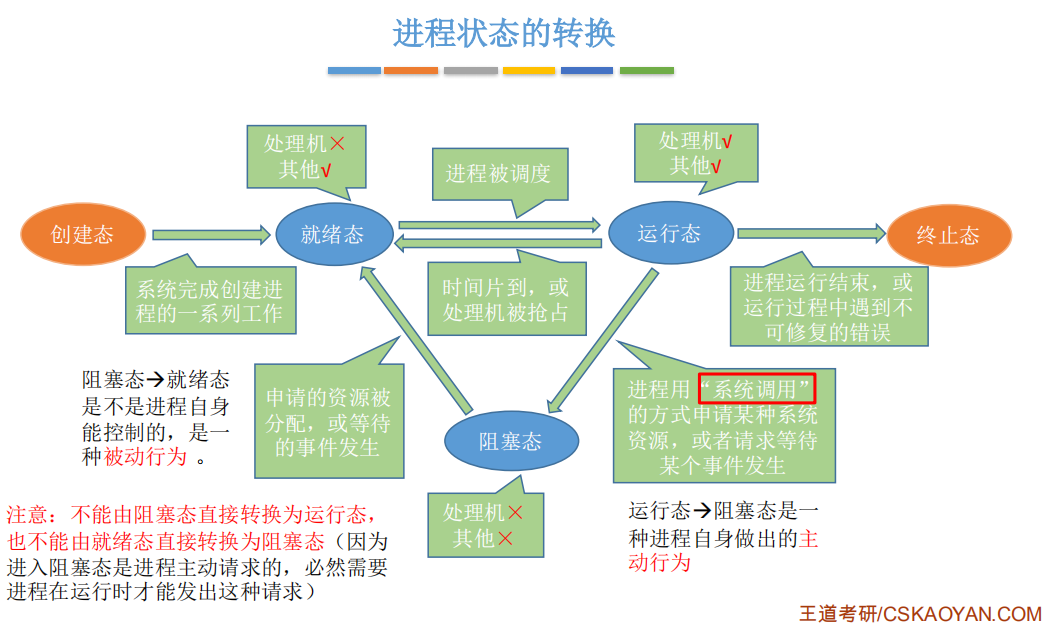 进程状态的转换
处理机×
其他√
进程被调度
处理机√
其他√
创建态
就绪态
运行态
终止态
系统完成创建进
程的一系列工作
时间片到，或
处理机被抢占
进程运行结束，或
运行过程中遇到不
可修复的错误
阻塞态→就绪态
是不是进程自身
能控制的，是一
种被动行为 。
申请的资源被
分配，或等待
的事件发生
进程用“系统调用”
的方式申请某种系统
资源，或者请求等待
某个事件发生
阻塞态
处理机×
其他×
运行态→阻塞态是一
种进程自身做出的主
动行为
注意：不能由阻塞态直接转换为运行态，
也不能由就绪态直接转换为阻塞态（因为
进入阻塞态是进程主动请求的，必然需要
进程在运行时才能发出这种请求）
王道考研/CSKAOYAN.COM